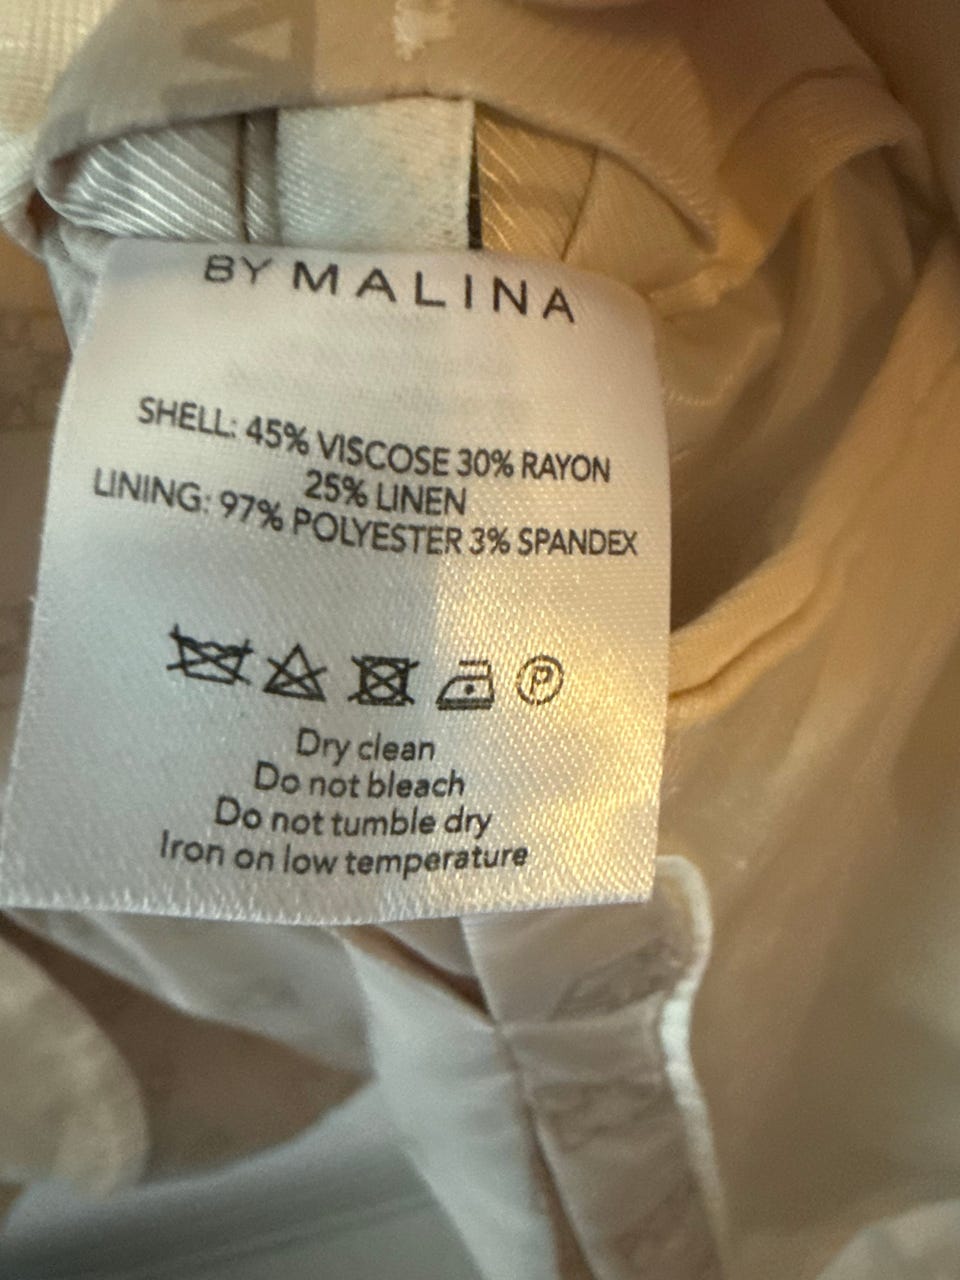 BY MALINA
SHELL: 45% VISCOSE 30% RAYON
25% LINEN
LINING: 97% POLYESTER 3% SPANDEX
P
Dry clean
Do not bleach
Do not tumble dry
Iron on low temperature